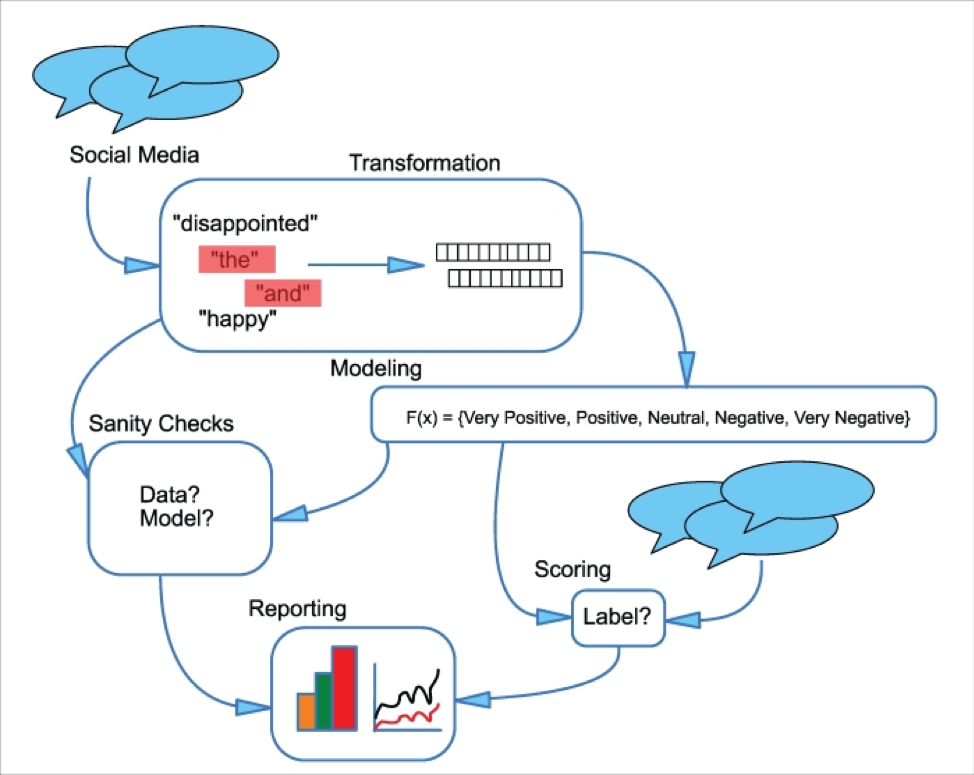 Social Media
Transformation
"disappointed"
"the"
"and"
"happy"
Modeling
F(x) = {Very Positive, Positive, Neutral, Negative, Very Negative}
Sanity Checks
Data?
Model?
Scoring
Label?
Reporting